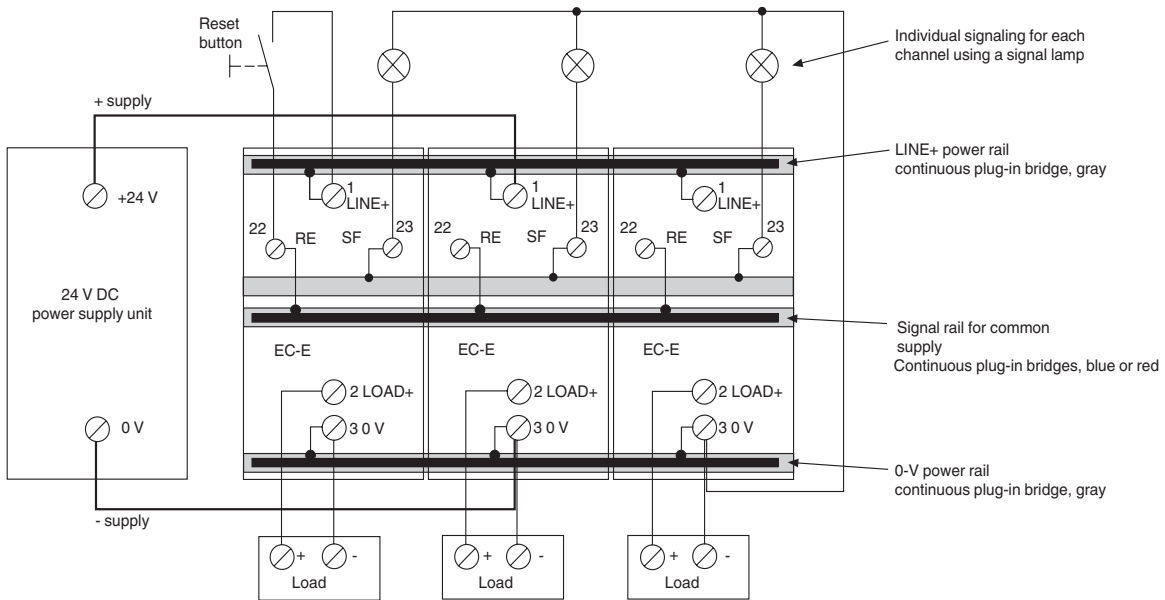 Reset
button
Individual signaling for each
channel using a signal lamp
+ supply
LINE+ power rail
continuous plug-in bridge, gray
+24 V
1
LINE+
1
LINE+
1
LINE+
22
RE
SF
23
22
RE
SF
23
22
RE
SF
23
24 V DC
power supply unit
Signal rail for common
supply
Continuous plug-in bridges, blue or red
EC-E
EC-E
EC-E
2 LOAD+
2 LOAD+
2 LOAD+
0 V
3 0 V
3 0 V
3 0 V
0-V power rail
continuous plug-in bridge, gray
- supply
+
-
Load
+
-
Load
+
-
Load